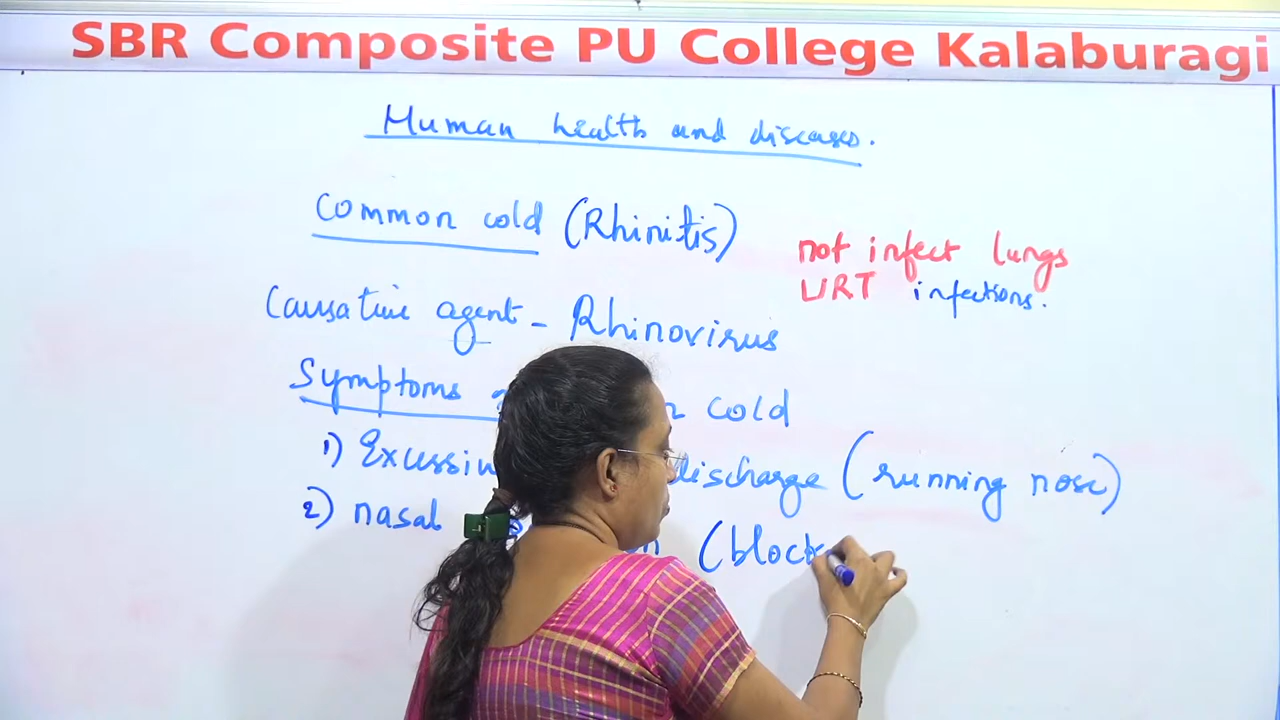 SBR Composite PU College Kalaburagi
Human health and diseases.
Common cold (Rhinitis)
not infect lungs
URT infections.
Causative agent - Rhinovirus
Symptoms cold
1) discharge (running nose)
2) nasal (block